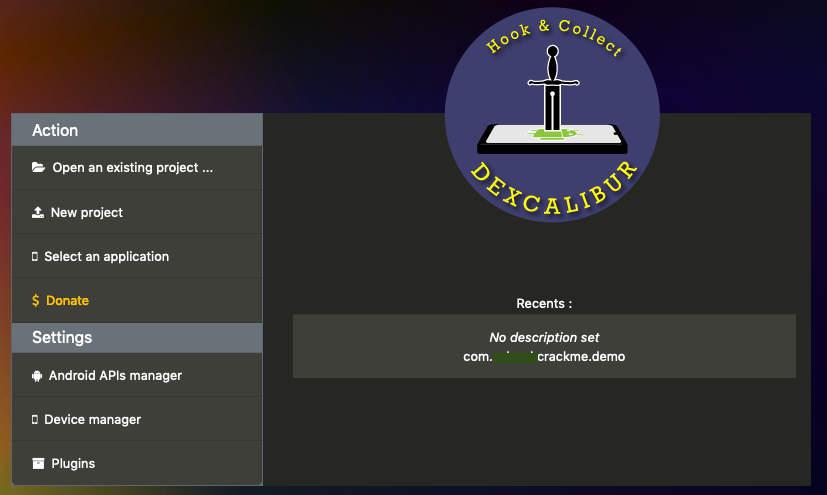 Hook & Collect
DEXCALIBUR
Action
Open an existing project ...
New project
Select an application
Donate
Settings
Android APIs manager
Device manager
Plugins
Recents :
No description set
com. crackme.demo